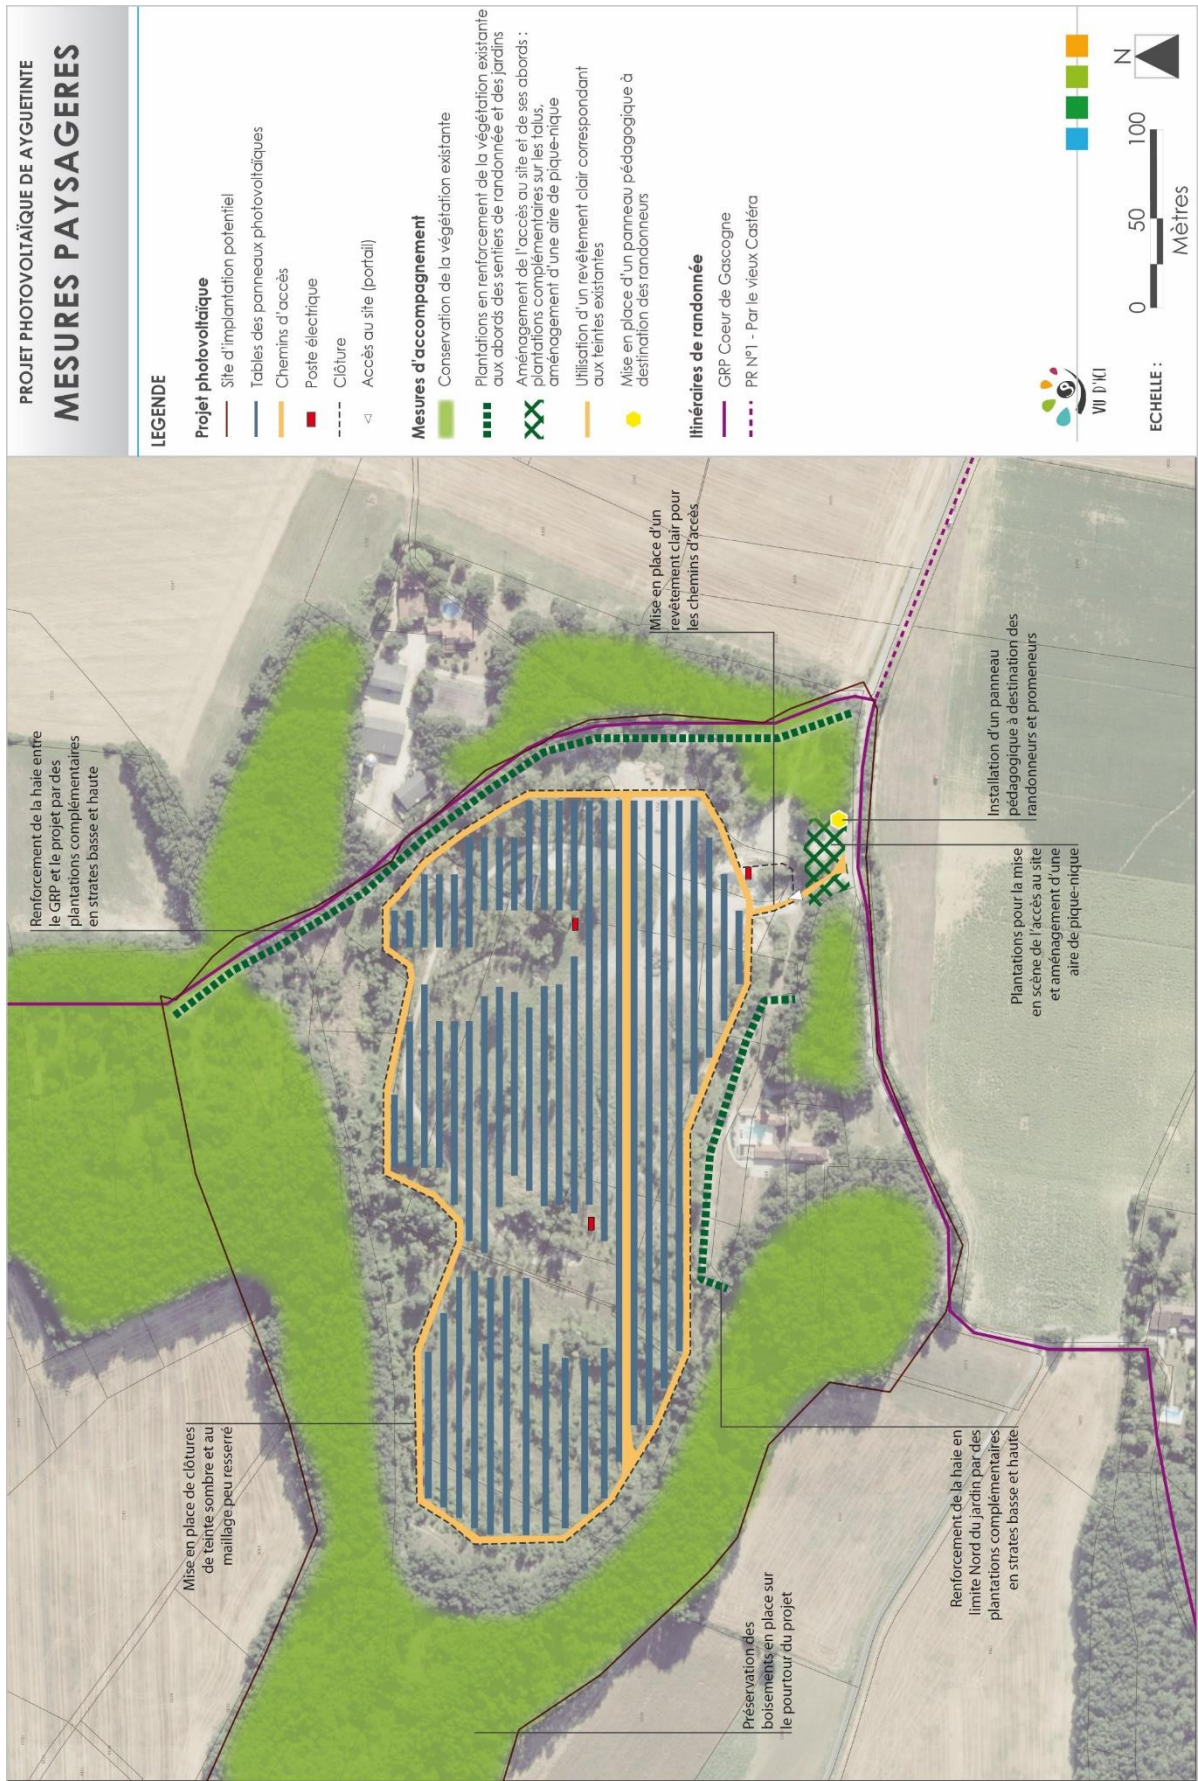 PROJET PHOTOVOLTAÏQUE DE AYGUETINTE
MESURES PAYSAGERES
LEGENDE
Projet photovoltaïque
Site d'implantation potentiel
Tables des panneaux photovoltaïques
Chemins d'accès
Poste électrique
Clôture
Accès au site (portail)
Mesures d'accompagnement
Conservation de la végétation existante
Plantations en renforcement de la végétation existante
aux abords des sentiers de randonnée et des jardins
Aménagement de l'accès au site et de ses abords :
plantations complémentaires sur les talus,
aménagement d'une aire de pique-nique
Utilisation d'un revêtement clair correspondant
aux teintes existantes
Mise en place d'un panneau pédagogique à
destination des randonneurs
Itinéraires de randonnée
GRP Coeur de Gascogne
PR N°1 - Par le vieux Castéra
VU D'ICI
ECHELLE :
0 50 100
Mètres
N
Renforcement de la haie entre
le GRP et le projet par des
plantations complémentaires
en strates basse et haute
Mise en place de clôtures
de teinte sombre et au
maillage peu resserré
Mise en place d'un
revêtement clair pour
les chemins d'accès
Préservation des
boisements en place sur
le pourtour du projet
Renforcement de la haie en
limite Nord du jardin par des
plantations complémentaires
en strates basse et haute
Plantations pour la mise
en scène de l'accès au site
et aménagement d'une
aire de pique-nique
Installation d'un panneau
pédagogique à destination des
randonneurs et promeneurs